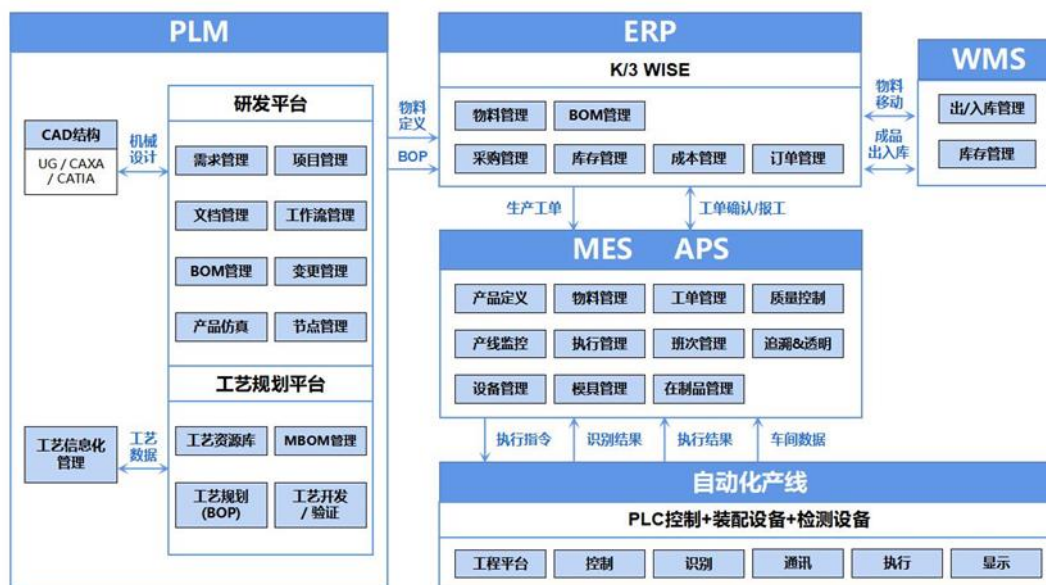 PLM
CAD结构
UG / CAXA
/ CATIA
机械
设计
研发平台
需求管理
项目管理
文档管理
工作流管理
BOM管理
变更管理
产品仿真
节点管理
工艺规划平台
工艺信息化
管理
工艺
数据
工艺资源库
MBOM管理
工艺规划
(BOP)
工艺开发
/ 验证
物料
定义
BOP
ERP
K/3 WISE
物料管理
BOM管理
采购管理
库存管理
成本管理
订单管理
物料
移动
成品
出入库
WMS
出/入库管理
库存管理
生产工单
工单确认/报工
MES APS
产品定义
物料管理
工单管理
质量控制
产线监控
执行管理
班次管理
追溯&透明
设备管理
模具管理
在制品管理
执行指令
识别结果
执行结果
车间数据
自动化产线
PLC控制+装配设备+检测设备
工程平台
控制
识别
通讯
执行
显示